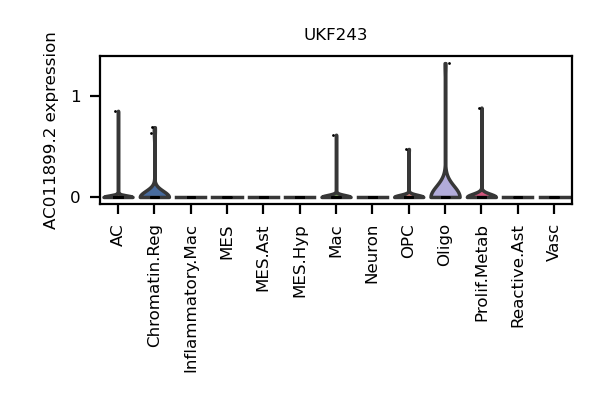 UKF243
AC011899.2 expression
1
0
AC
Chromatin.Reg
Inflammatory.Mac
MES
MES.Ast
MES.Hyp
Mac
Neuron
OPC
Oligo
Prolif.Metab
Reactive.Ast
Vasc